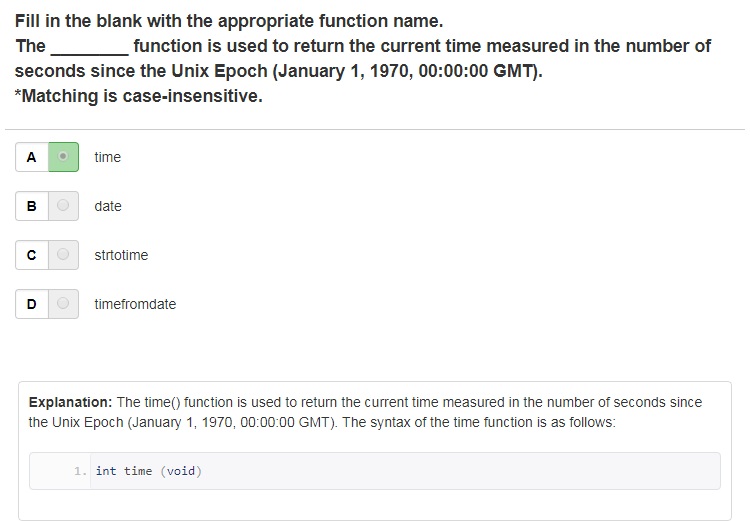 Fill in the blank with the appropriate function name.
The ________ function is used to return the current time measured in the number of
seconds since the Unix Epoch (January 1, 1970, 00:00:00 GMT).
*Matching is case-insensitive.
A time
B date
C strtotime
D timefromdate
Explanation: The time() function is used to return the current time measured in the number of seconds since
the Unix Epoch (January 1, 1970, 00:00:00 GMT). The syntax of the time function is as follows:
1. int time (void)